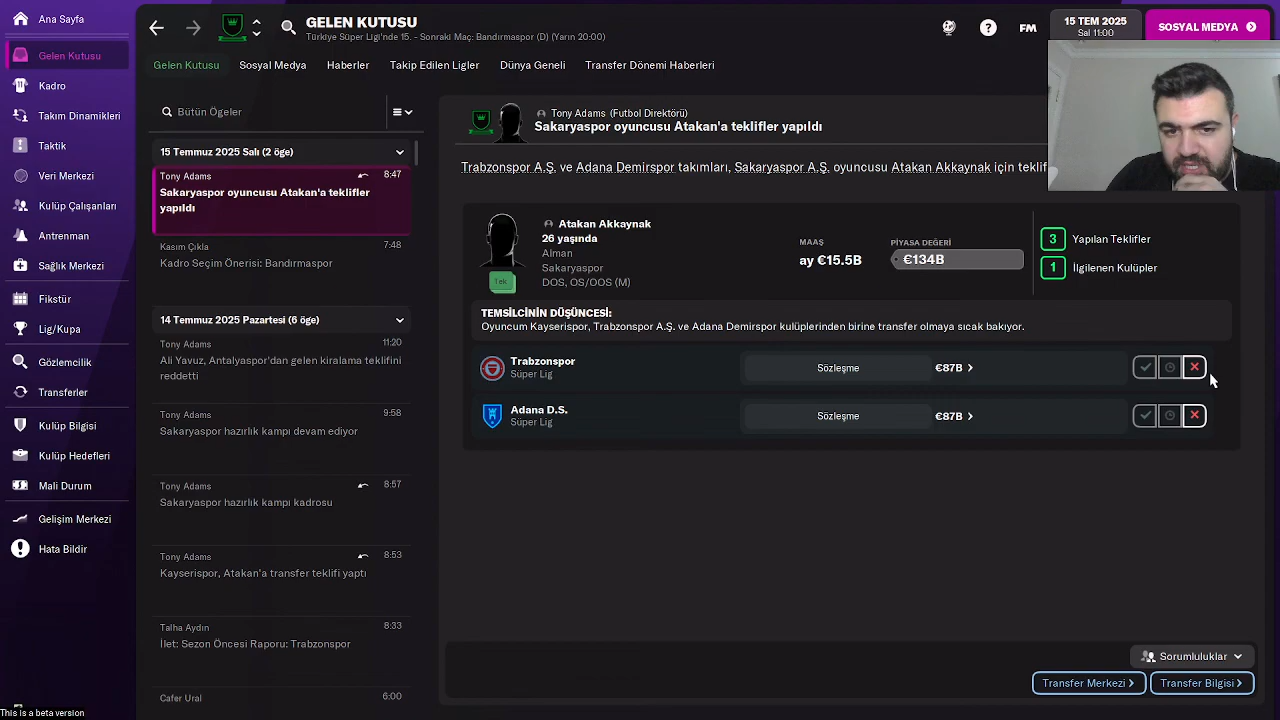 Ana Sayfa
Gelen Kutusu
Kadro
Takım Dinamikleri
Taktik
Veri Merkezi
Kulüp Çalışanları
Antrenman
Sağlık Merkezi
Fikstür
Lig/Kupa
Gözlemcilik
Transferler
Kulüp Bilgisi
Kulüp Hedefleri
Mali Durum
Gelişim Merkezi
Hata Bildir
This is a beta version
GELEN KUTUSU
Türkiye Süper Ligi'nde 15. - Sonraki Maç: Bandırmaspor (D) (Yarın 20:00)
FM
15 TEM 2025
Sal 11:00
SOSYAL MEDYA
Gelen Kutusu
Sosyal Medya
Haberler
Takip Edilen Ligler
Dünya Geneli
Transfer Dönemi Haberleri
Bütün Ögeler
15 Temmuz 2025 Salı (2 öge)
Tony Adams 8:47
Sakaryaspor oyuncusu Atakan'a teklifler
yapıldı
Kasım Çıkla 7:48
Kadro Seçim Önerisi: Bandırmaspor
14 Temmuz 2025 Pazartesi (6 öge)
Tony Adams 11:20
Ali Yavuz, Antalyaspor'dan gelen kiralama teklifini
reddetti
Tony Adams 9:58
Sakaryaspor hazırlık kampı devam ediyor
Tony Adams 8:57
Sakaryaspor hazırlık kampı kadrosu
Tony Adams 8:53
Kayserispor, Atakan'a transfer teklifi yaptı
Talha Aydın 8:33
İlet: Sezon Öncesi Raporu: Trabzonspor
Cafer Ural 6:00
Tony Adams (Futbol Direktörü)
Sakaryaspor oyuncusu Atakan'a teklifler yapıldı
Trabzonspor A.Ş. ve Adana Demirspor takımları, Sakaryaspor A.Ş. oyuncusu Atakan Akkaynak için teklif
Atakan Akkaynak
26 yaşında
Alman
Sakaryaspor
DOS, OS/OOS (M)
Tek
MAAŞ
ay €15.5B
PİYASA DEĞERİ
€134B
3 Yapılan Teklifler
1 İlgilenen Kulüpler
TEMSİLCİNİN DÜŞÜNCESİ:
Oyuncum Kayserispor, Trabzonspor A.Ş. ve Adana Demirspor kulüplerinden birine transfer olmaya sıcak bakıyor.
Trabzonspor
Süper Lig
Sözleşme €87B
Adana D.S.
Süper Lig
Sözleşme €87B
Sorumluluklar
Transfer Merkezi
Transfer Bilgisi